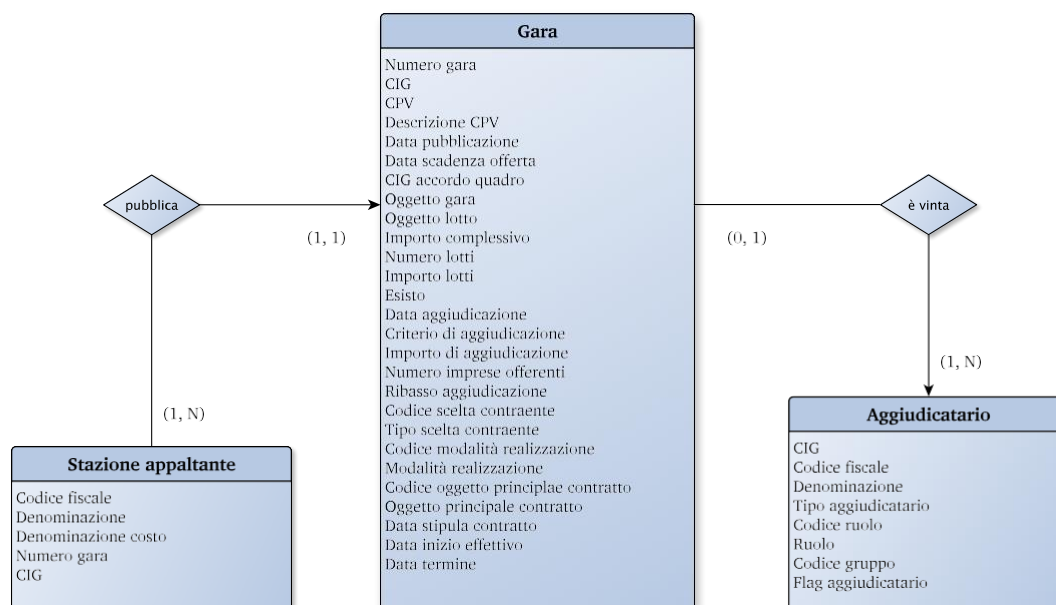 Gara
Numero gara
CIG
CPV
Descrizione CPV
Data pubblicazione
Data scadenza offerta
CIG accordo quadro
Oggetto gara
Oggetto lotto
Importo complessivo
Numero lotti
Importo lotti
Esisto
Data aggiudicazione
Criterio di aggiudicazione
Importo di aggiudicazione
Numero imprese offerenti
Ribasso aggiudicazione
Codice scelta contraente
Tipo scelta contraente
Codice modalità realizzazione
Modalità realizzazione
Codice oggetto principlae contratto
Oggetto principale contratto
Data stipula contratto
Data inizio effettivo
Data termine
pubblica
(1, 1)
(1, N)
Stazione appaltante
Codice fiscale
Denominazione
Denominazione costo
Numero gara
CIG
è vinta
(0, 1)
(1, N)
Aggiudicatario
CIG
Codice fiscale
Denominazione
Tipo aggiudicatario
Codice ruolo
Ruolo
Codice gruppo
Flag aggiudicatario